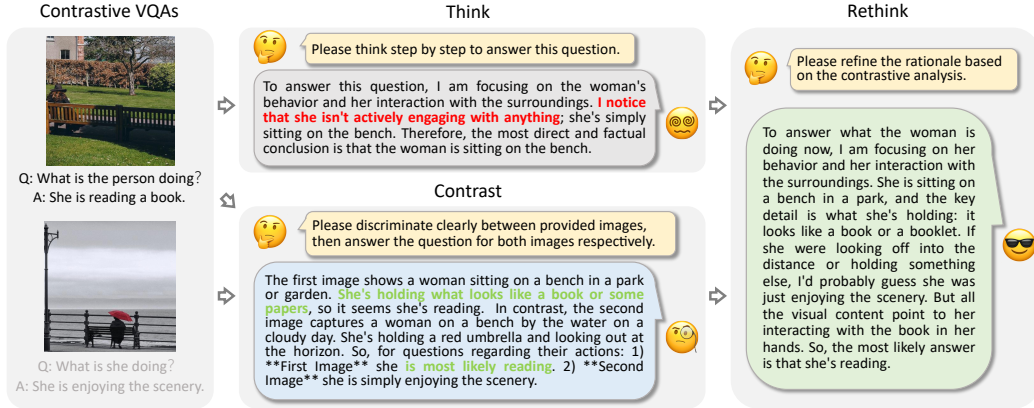 Contrastive VQAs
Think
Rethink
Please think step by step to answer this question.
To answer this question, I am focusing on the woman's
behavior and her interaction with the surroundings. I notice
that she isn't actively engaging with anything; she's simply
sitting on the bench. Therefore, the most direct and factual
conclusion is that the woman is sitting on the bench.
Q: What is the person doing?
A: She is reading a book.
Q: What is she doing?
A: She is enjoying the scenery.
Contrast
Please discriminate clearly between provided images,
then answer the question for both images respectively.
The first image shows a woman sitting on a bench in a park
or garden. She's holding what looks like a book or some
papers, so it seems she's reading. In contrast, the second
image captures a woman on a bench by the water on a
cloudy day. She's holding a red umbrella and looking out at
the horizon. So, for questions regarding their actions: 1)
**First Image** she is most likely reading. 2) **Second
Image** she is simply enjoying the scenery.
Please refine the rationale based
on the contrastive analysis.
To answer what the woman is
doing now, I am focusing on her
behavior and her interaction with
the surroundings. She is sitting on
a bench in a park, and the key
detail is what she's holding: it
looks like a book or a booklet. If
she were looking off into the
distance or holding something
else, I'd probably guess she was
just enjoying the scenery. But all
the visual content point to her
interacting with the book in her
hands. So, the most likely answer
is that she's reading.